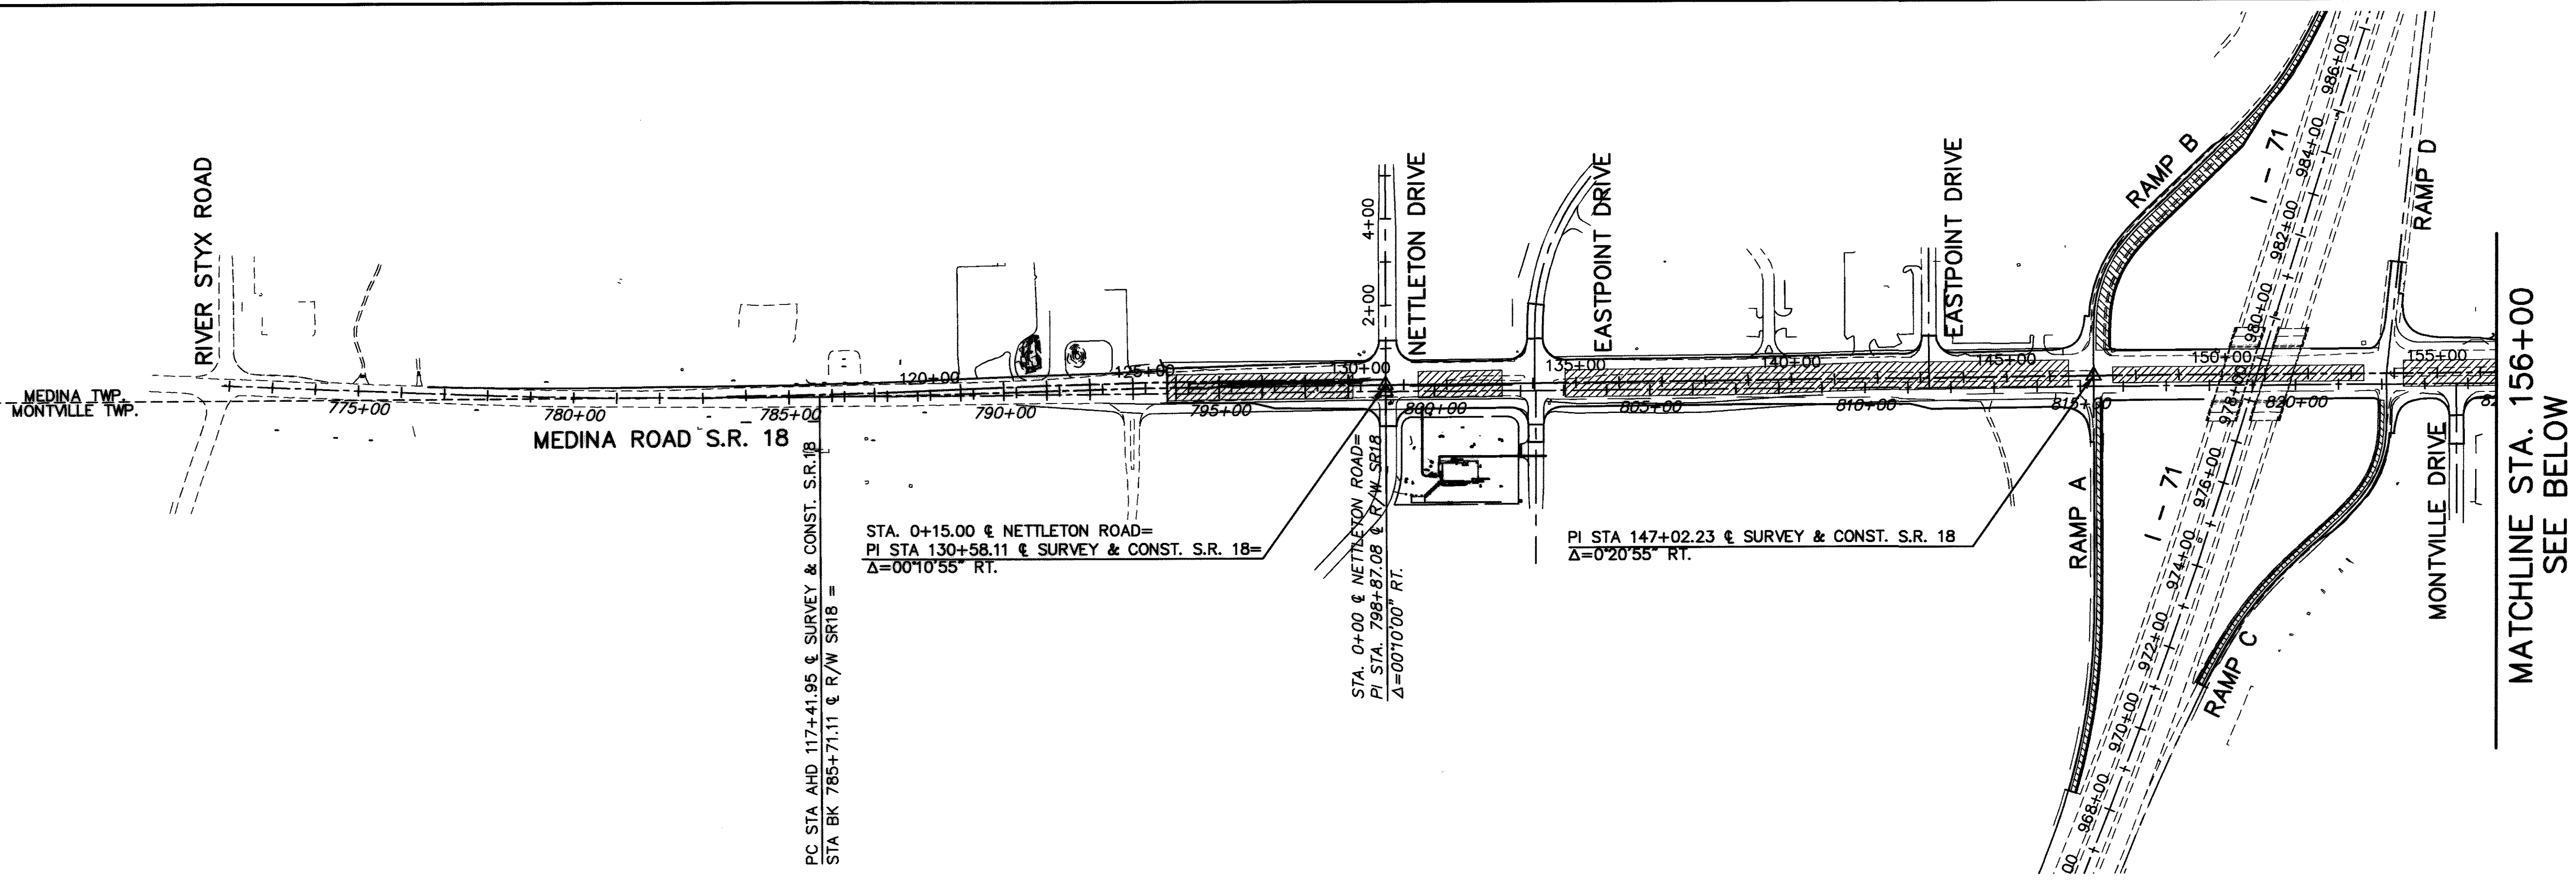 RIVER STYX ROAD
MEDINA TWP.
MONTVILLE TWP.
775+00
780+00
785+00
790+00
795+00
800+00
805+00
810+00
815+00
820+00
120+00
125+00
130+00
135+00
140+00
145+00
150+00
155+00
MEDINA ROAD S.R. 18
PC STA AHD 117+41.95 ℄ SURVEY & CONST. S.R.18
STA BK 785+71.11 ℄ R/W SR18 =
STA. 0+15.00 ℄ NETTLETON ROAD=
PI STA 130+58.11 ℄ SURVEY & CONST. S.R. 18=
Δ=00°10'55" RT.
STA. 0+00 ℄ NETTLETON ROAD=
PI STA. 798+87.08 ℄ R/W SR18
Δ=00°10'00" RT.
2+00
4+00
NETTLETON DRIVE
EASTPOINT DRIVE
EASTPOINT DRIVE
PI STA 147+02.23 ℄ SURVEY & CONST. S.R. 18
Δ=0°20'55" RT.
RAMP B
I - 71
RAMP D
RAMP A
I - 71
RAMP C
968+00
970+00
972+00
974+00
976+00
978+00
980+00
982+00
984+00
986+00
MONTVILLE DRIVE
MATCHLINE STA. 156+00
SEE BELOW